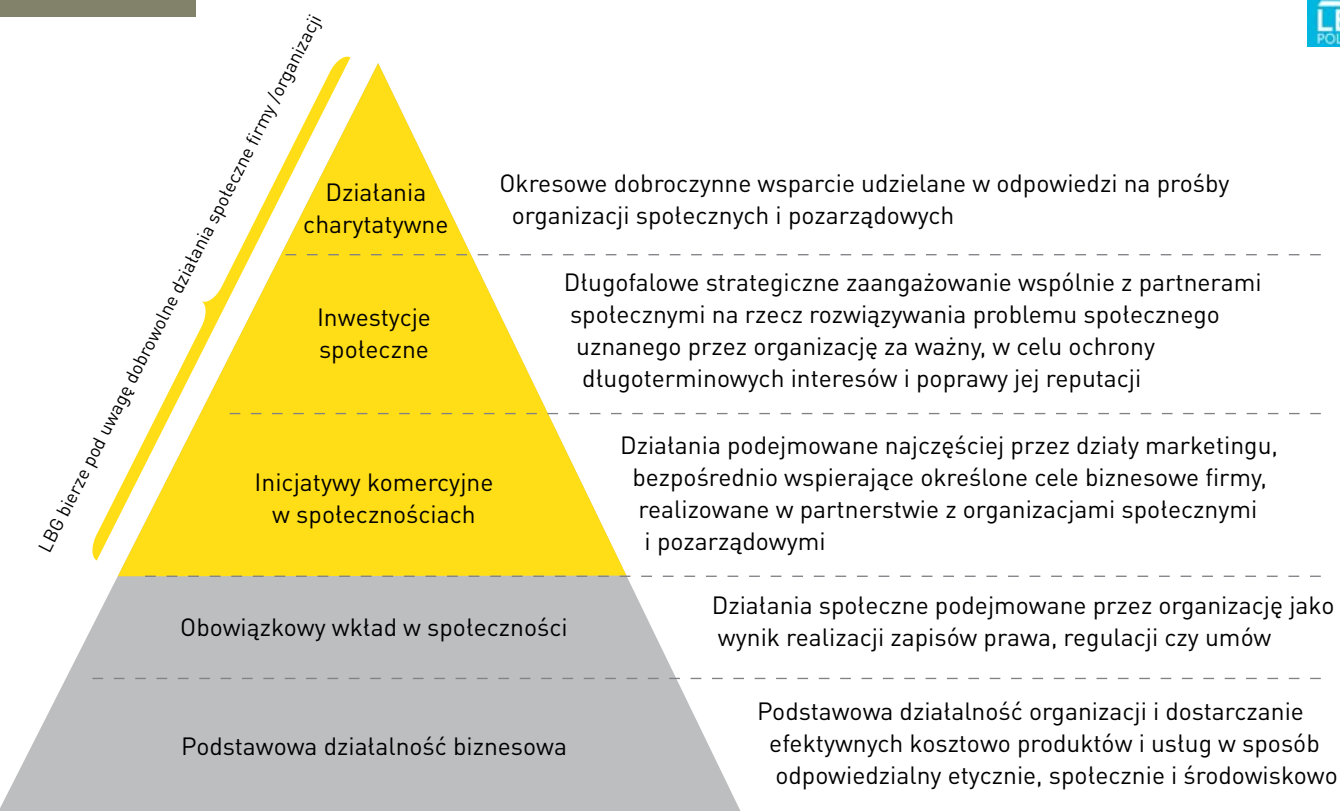 LBG bierze pod uwagę dobrowolne działania społeczne firmy /organizacji
Działania
charytatywne
Okresowe dobroczynne wsparcie udzielane w odpowiedzi na prośby
organizacji społecznych i pozarządowych
Inwestycje
społeczne
Długofalowe strategiczne zaangażowanie wspólnie z partnerami
społecznymi na rzecz rozwiązywania problemu społecznego
uznanego przez organizację za ważny, w celu ochrony
długoterminowych interesów i poprawy jej reputacji
Inicjatywy komercyjne
w społecznościach
Działania podejmowane najczęściej przez działy marketingu,
bezpośrednio wspierające określone cele biznesowe firmy,
realizowane w partnerstwie z organizacjami społecznymi
i pozarządowymi
Obowiązkowy wkład w społeczności
Działania społeczne podejmowane przez organizację jako
wynik realizacji zapisów prawa, regulacji czy umów
Podstawowa działalność biznesowa
Podstawowa działalność organizacji i dostarczanie
efektywnych kosztowo produktów i usług w sposób
odpowiedzialny etycznie, społecznie i środowiskowo